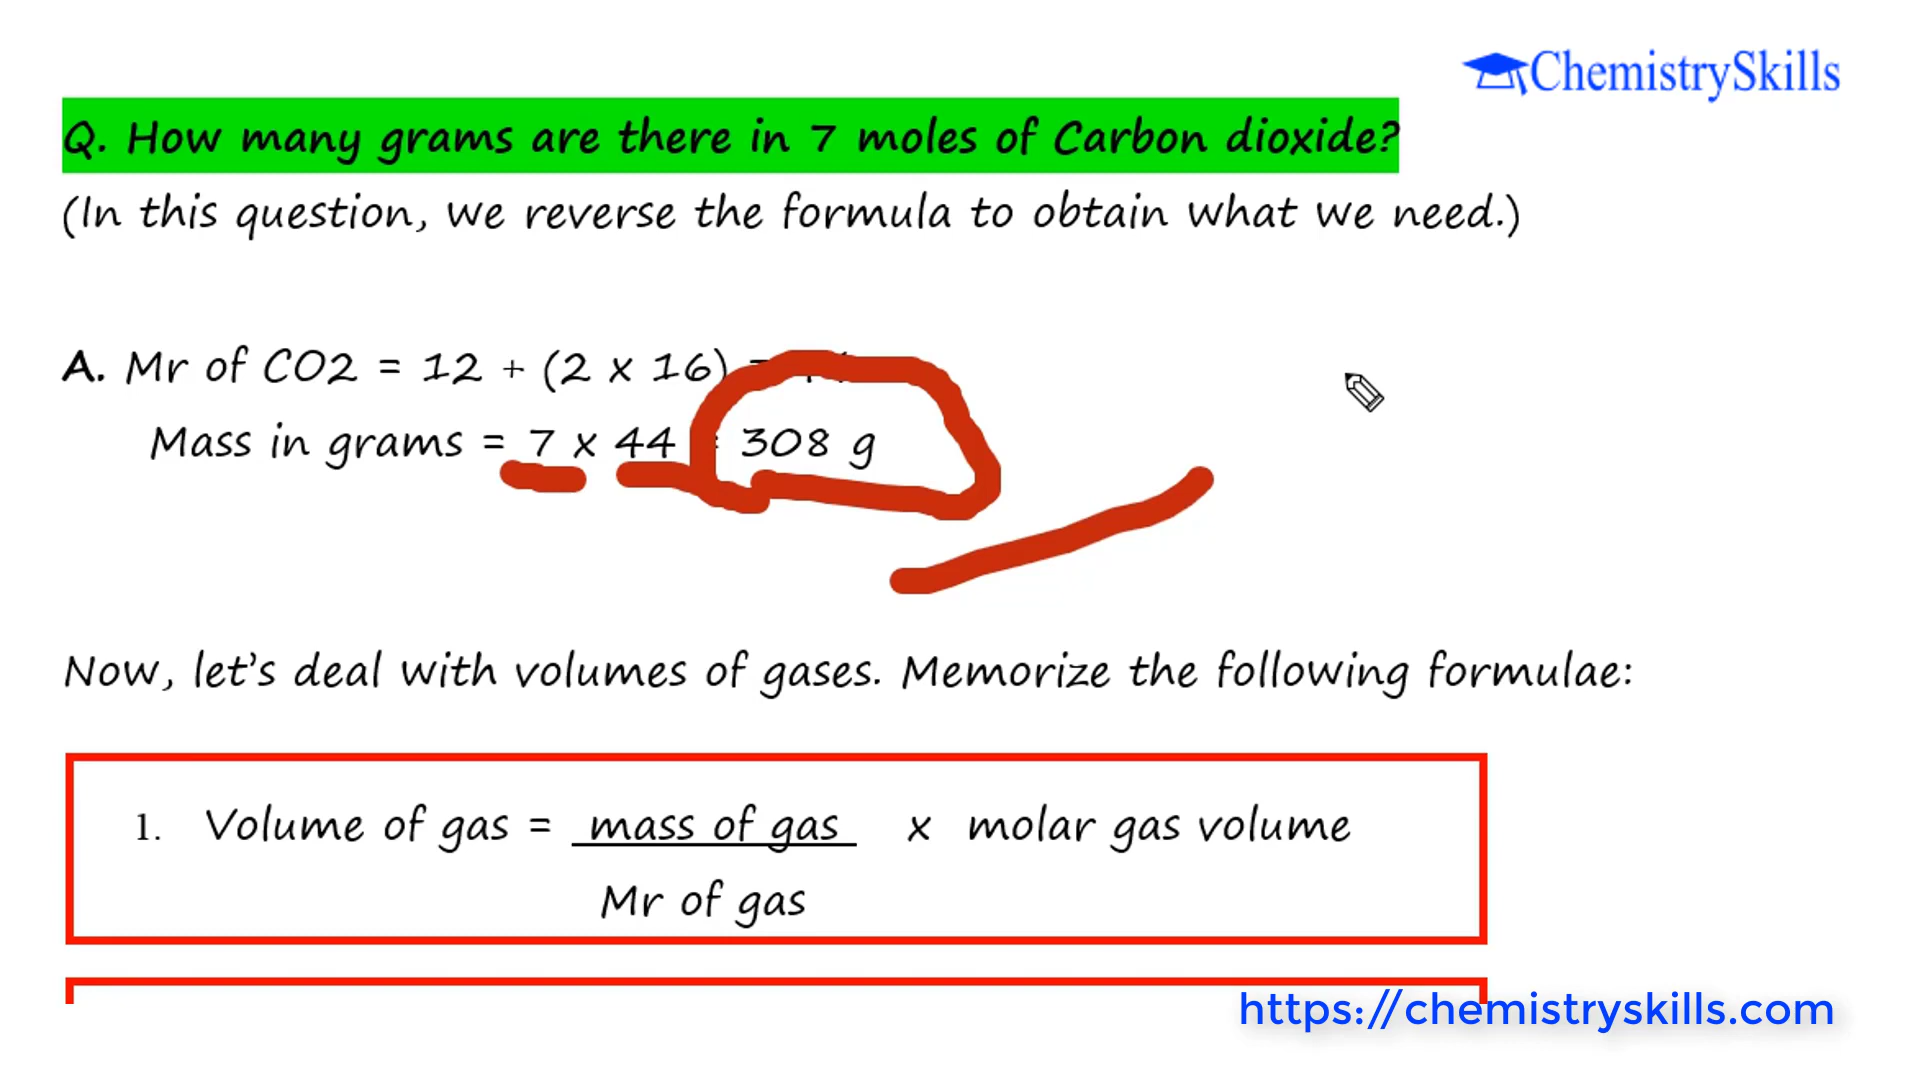 ChemistrySkills
Q. How many grams are there in 7 moles of Carbon dioxide?
(In this question, we reverse the formula to obtain what we need.)
A. Mr of CO2 = 12 + (2 x 16) =
Mass in grams = 7 x 44 = 308 g
Now, let's deal with volumes of gases. Memorize the following formulae:
1. Volume of gas = mass of gas x molar gas volume
Mr of gas
https://chemistryskills.com